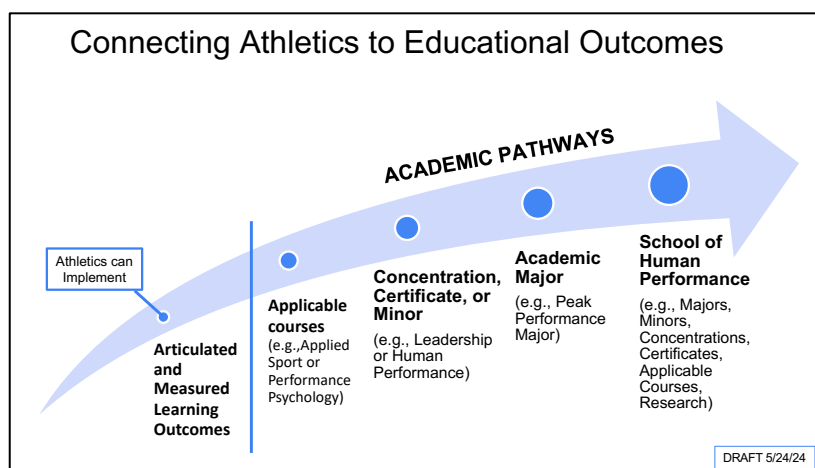 Connecting Athletics to Educational Outcomes
ACADEMIC PATHWAYS
Athletics can
Implement
Articulated
and
Measured
Learning
Outcomes
Applicable
courses
(e.g.,Applied
Sport or
Performance
Psychology)
Concentration,
Certificate, or
Minor
(e.g., Leadership
or Human
Performance)
Academic
Major
(e.g., Peak
Performance
Major)
School of
Human
Performance
(e.g., Majors,
Minors,
Concentrations,
Certificates,
Applicable
Courses,
Research)
DRAFT 5/24/24